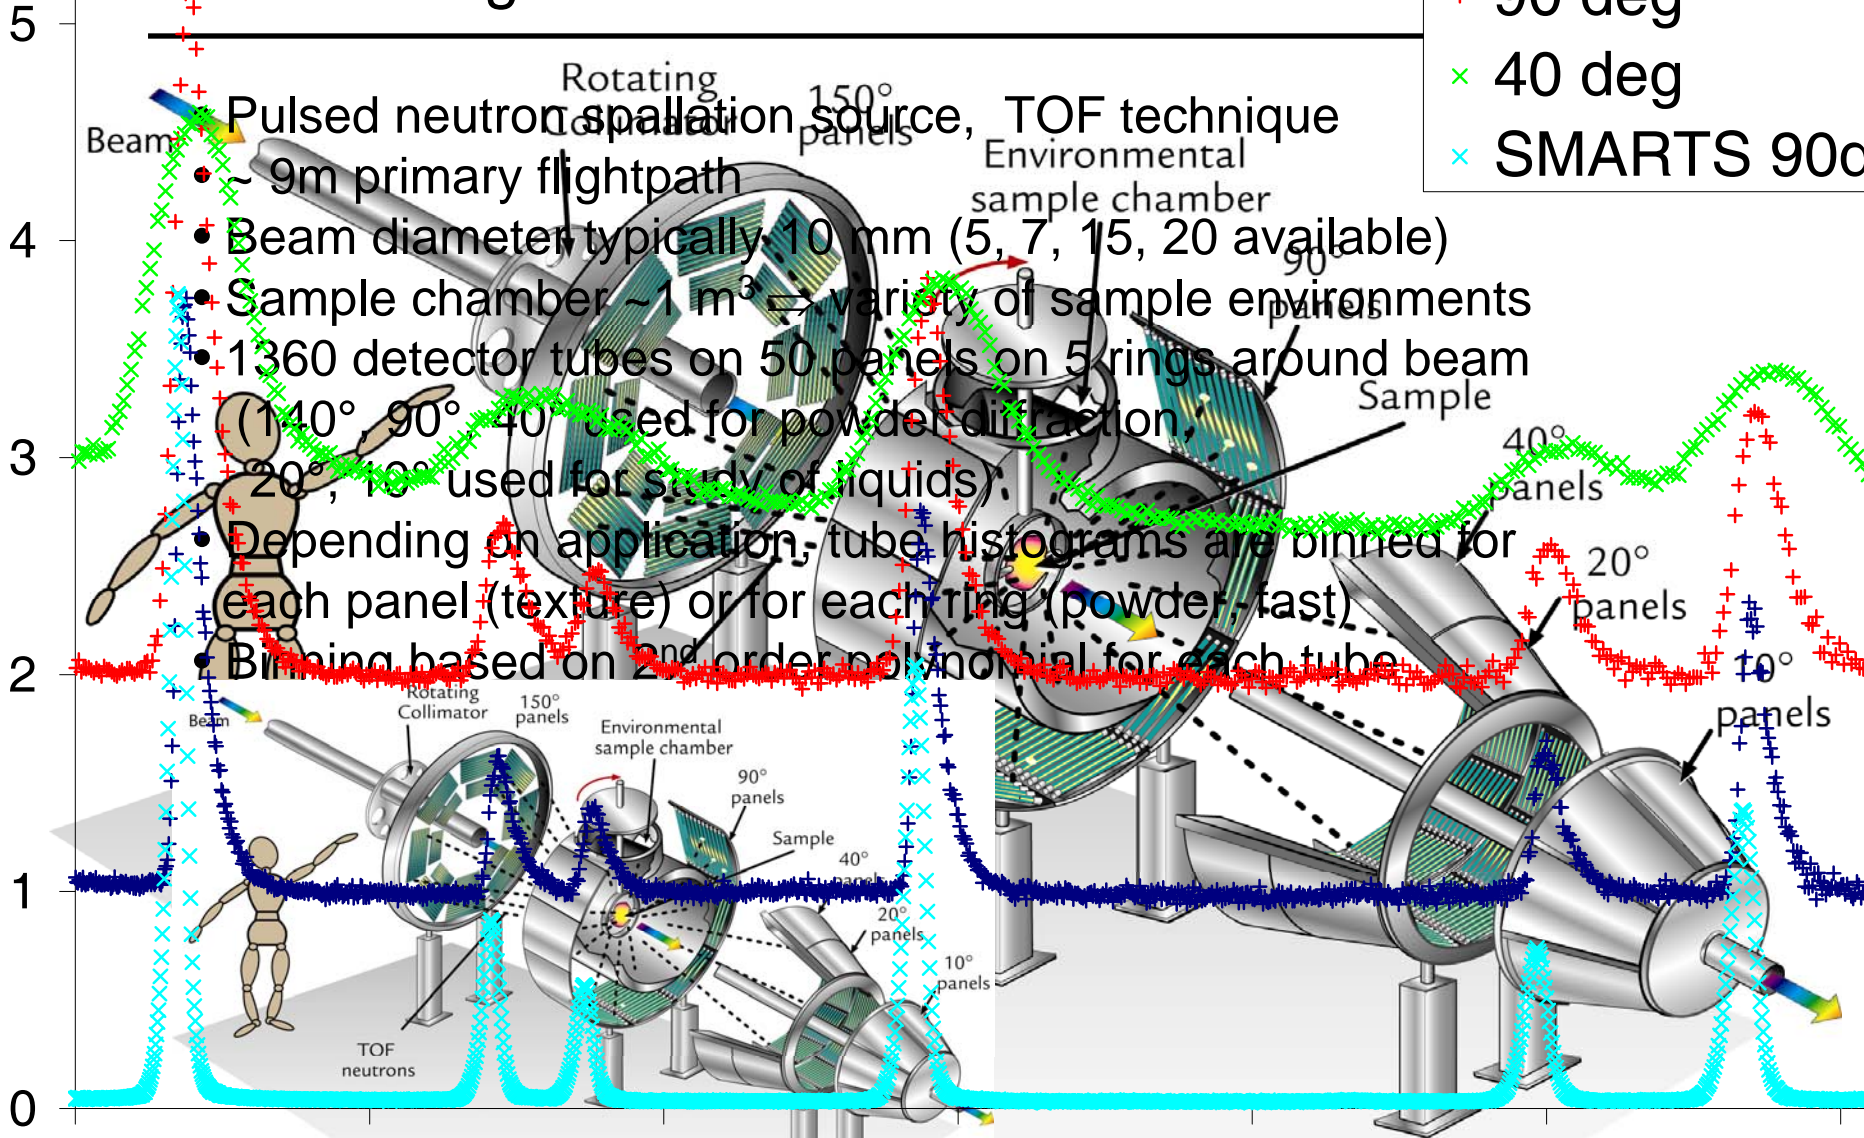 5
4
3
2
1
0
90 deg
40 deg
SMARTS 90d
Rotating
Collimator
150°
panels
Beam
Environmental
sample chamber
90°
panels
Sample
40°
panels
20°
panels
10°
panels
• Pulsed neutron spallation source, TOF technique
• ~ 9m primary flightpath
• Beam diameter typically 10 mm (5, 7, 15, 20 available)
• Sample chamber ~1 m³ ⇒ variety of sample environments
• 1360 detector tubes on 50 panels on 5 rings around beam
(140°, 90°, 40° used for powder diffraction,
20°, 10° used for study of liquids)
• Depending on application, tube histograms are binned for
each panel (texture) or for each ring (powder, fast)
• Binning based on 2nd order polynomial for each tube
Rotating
Collimator
150°
panels
Beam
Environmental
sample chamber
90°
panels
Sample
40°
panels
20°
panels
10°
panels
TOF
neutrons